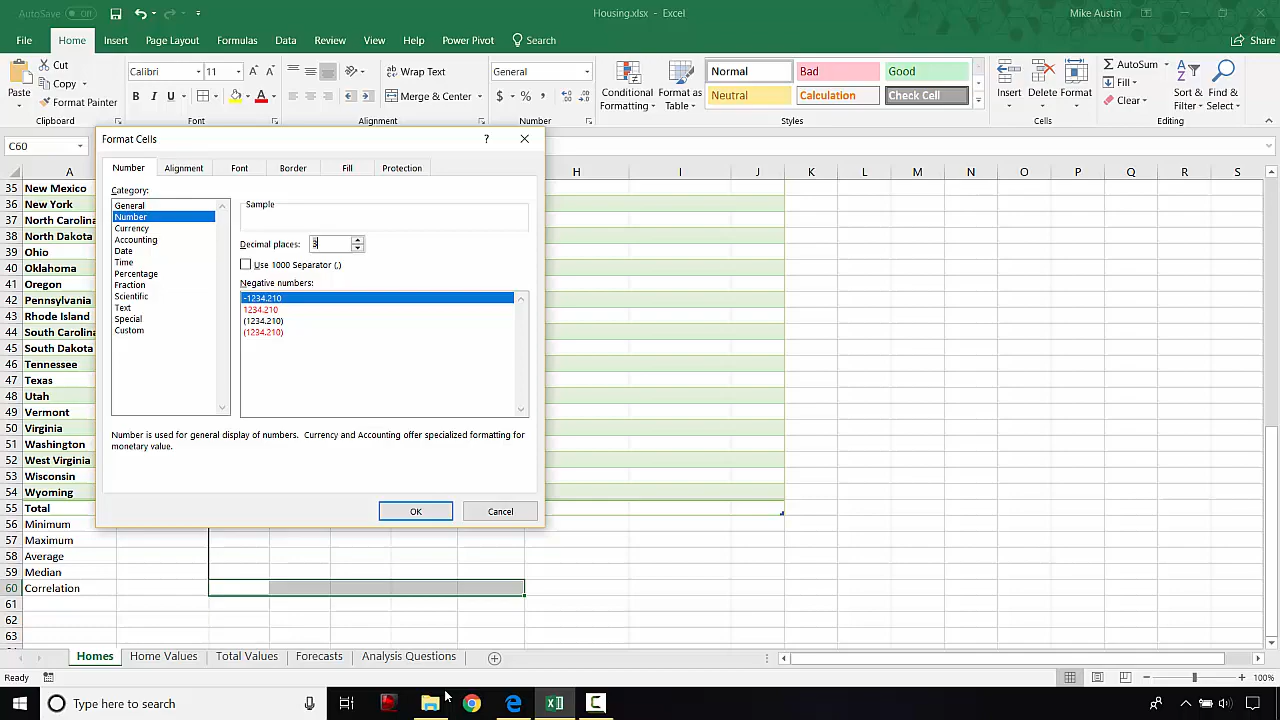 AutoSave Off
Housing.xlsx - Excel
Mike Austin
File Home Insert Page Layout Formulas Data Review View Help Power Pivot Search Share
Paste
Cut
Copy
Format Painter
Clipboard
Calibri 11
B I U
Font
Wrap Text
Merge & Center
Alignment
General
$ %
Number
Conditional Formatting
Format as Table
Normal Bad Good
Neutral Calculation Check Cell
Styles
Insert Delete Format
Cells
AutoSum
Fill
Clear
Sort & Filter
Find & Select
Editing
C60
A H I J K L M N O P Q R S
35 New Mexico
36 New York
37 North Carolina
38 North Dakota
39 Ohio
40 Oklahoma
41 Oregon
42 Pennsylvania
43 Rhode Island
44 South Carolina
45 South Dakota
46 Tennessee
47 Texas
48 Utah
49 Vermont
50 Virginia
51 Washington
52 West Virginia
53 Wisconsin
54 Wyoming
55 Total
56 Minimum
57 Maximum
58 Average
59 Median
60 Correlation
61
62
63
Format Cells ?
Number Alignment Font Border Fill Protection
Category:
General
Number
Currency
Accounting
Date
Time
Percentage
Fraction
Scientific
Text
Special
Custom
Sample
Decimal places: 3
Use 1000 Separator (,)
Negative numbers:
-1234.210
1234.210
(1234.210)
(1234.210)
Number is used for general display of numbers. Currency and Accounting offer specialized formatting for
monetary value.
OK Cancel
Homes Home Values Total Values Forecasts Analysis Questions
Ready
100%
Type here to search